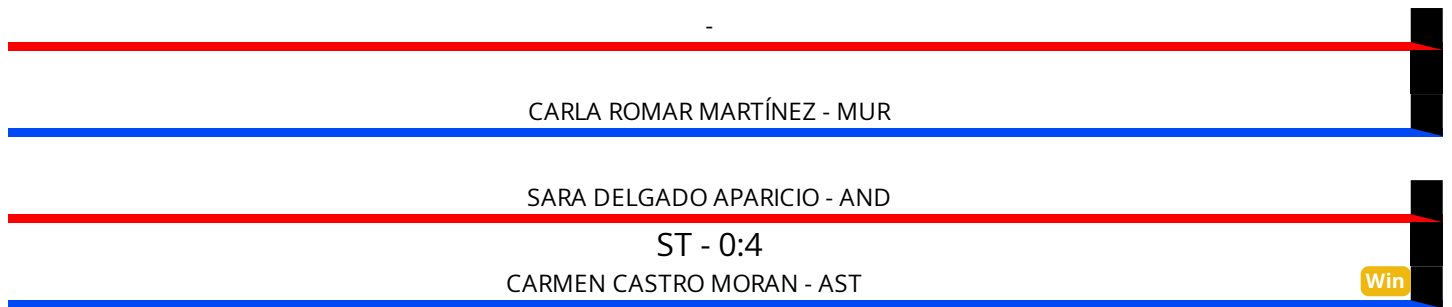 -
CARLA ROMAR MARTÍNEZ - MUR
SARA DELGADO APARICIO - AND
ST - 0:4
CARMEN CASTRO MORAN - AST
Win